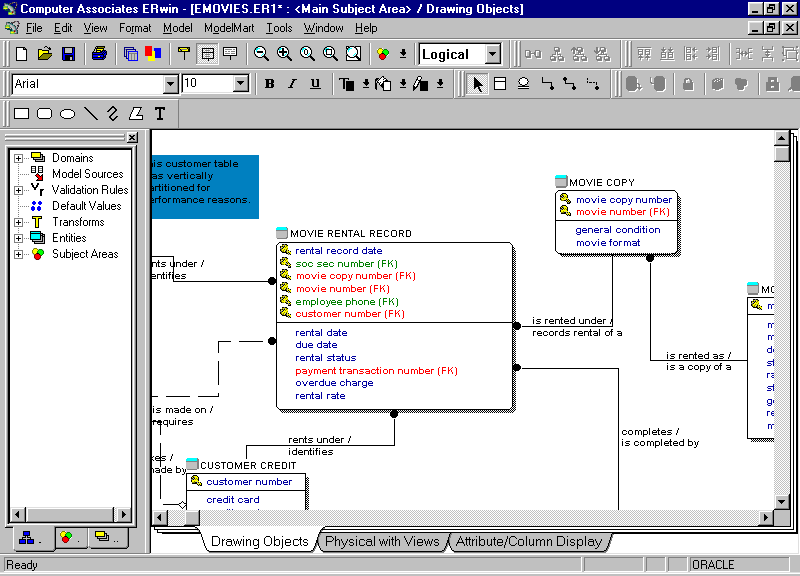 Computer Associates ERwin - [EMOVIES.ER1* : <Main Subject Area> / Drawing Objects]
File Edit View Format Model ModelMart Tools Window Help
Logical
Arial 10 B I U
T
Domains
Model Sources
Validation Rules
Default Values
Transforms
Entities
Subject Areas
is customer table
as vertically
artitioned for
erformance reasons.
MOVIE COPY
movie copy number
movie number (FK)
general condition
movie format
MOVIE RENTAL RECORD
rental record date
soc sec number (FK)
movie copy number (FK)
movie number (FK)
employee phone (FK)
customer number (FK)
rental date
due date
rental status
payment transaction number (FK)
overdue charge
rental rate
nts under /
entifies
is rented under /
records rental of a
is rented as /
is a copy of a
MO
m
m
m
de
st
ra
st
ge
re
m
is made on /
requires
completes /
is completed by
rents under /
identifies
es /
made by
CUSTOMER CREDIT
customer number
credit card
Drawing Objects
Physical with Views
Attribute/Column Display
Ready
ORACLE